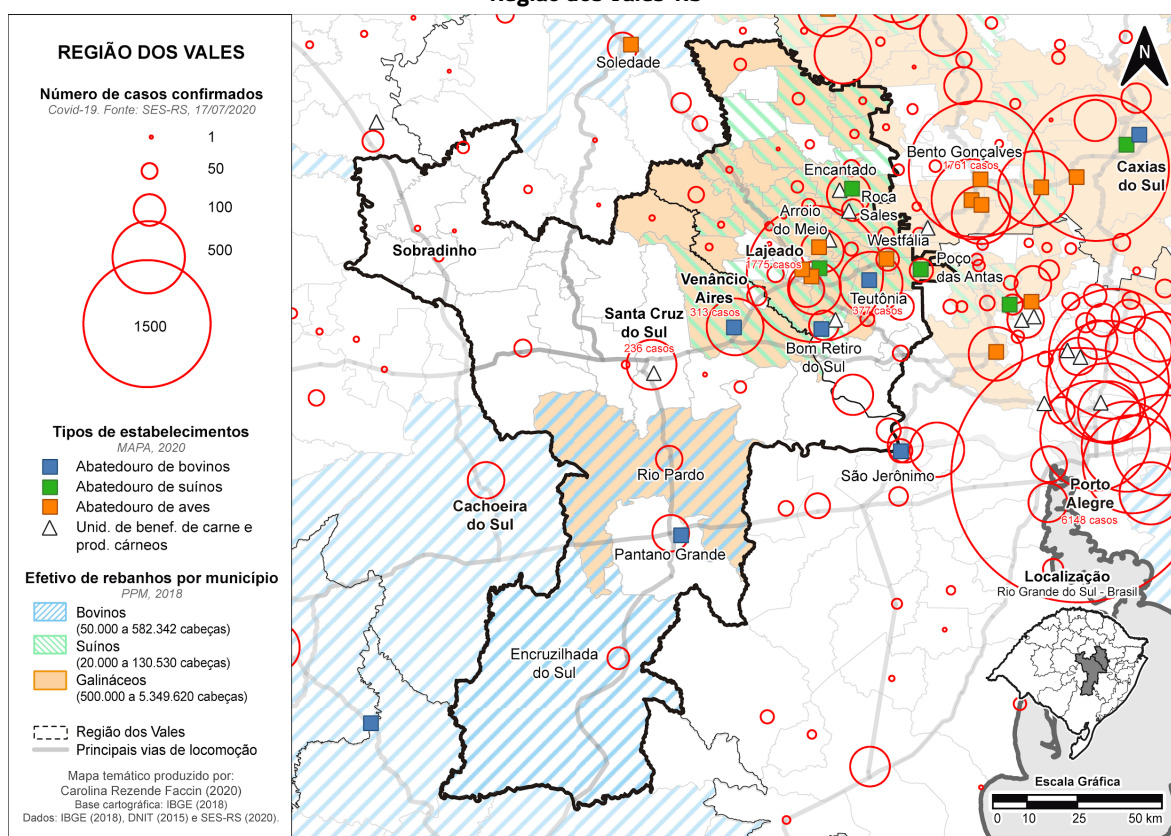 Região dos Vales-RS
REGIÃO DOS VALES
Número de casos confirmados
Covid-19. Fonte: SES-RS, 17/07/2020
1
50
100
500
1500
Tipos de estabelecimentos
MAPA, 2020
Abatedouro de bovinos
Abatedouro de suínos
Abatedouro de aves
Unid. de benef. de carne e
prod. cárneos
Efetivo de rebanhos por município
PPM, 2018
Bovinos
(50.000 a 582.342 cabeças)
Suínos
(20.000 a 130.530 cabeças)
Galináceos
(500.000 a 5.349.620 cabeças)
Região dos Vales
Principais vias de locomoção
Mapa temático produzido por:
Carolina Rezende Faccin (2020)
Base cartográfica: IBGE (2018)
Dados: IBGE (2018), DNIT (2015) e SES-RS (2020).
N
Soledade
Bento Gonçalves
1761 casos
Caxias
do Sul
Encantado
Roca
Sales
Arroio
do Meio
Westfália
Sobradinho
Lajeado
1775 casos
Poço
das Antas
Venâncio
Aires
313 casos
Teutônia
377 casos
Santa Cruz
do Sul
236 casos
Bom Retiro
do Sul
Rio Pardo
São Jerônimo
Cachoeira
do Sul
Porto
Alegre
6148 casos
Pantano Grande
Encruzilhada
do Sul
Localização
Rio Grande do Sul - Brasil
Escala Gráfica
0 10 25 50 km